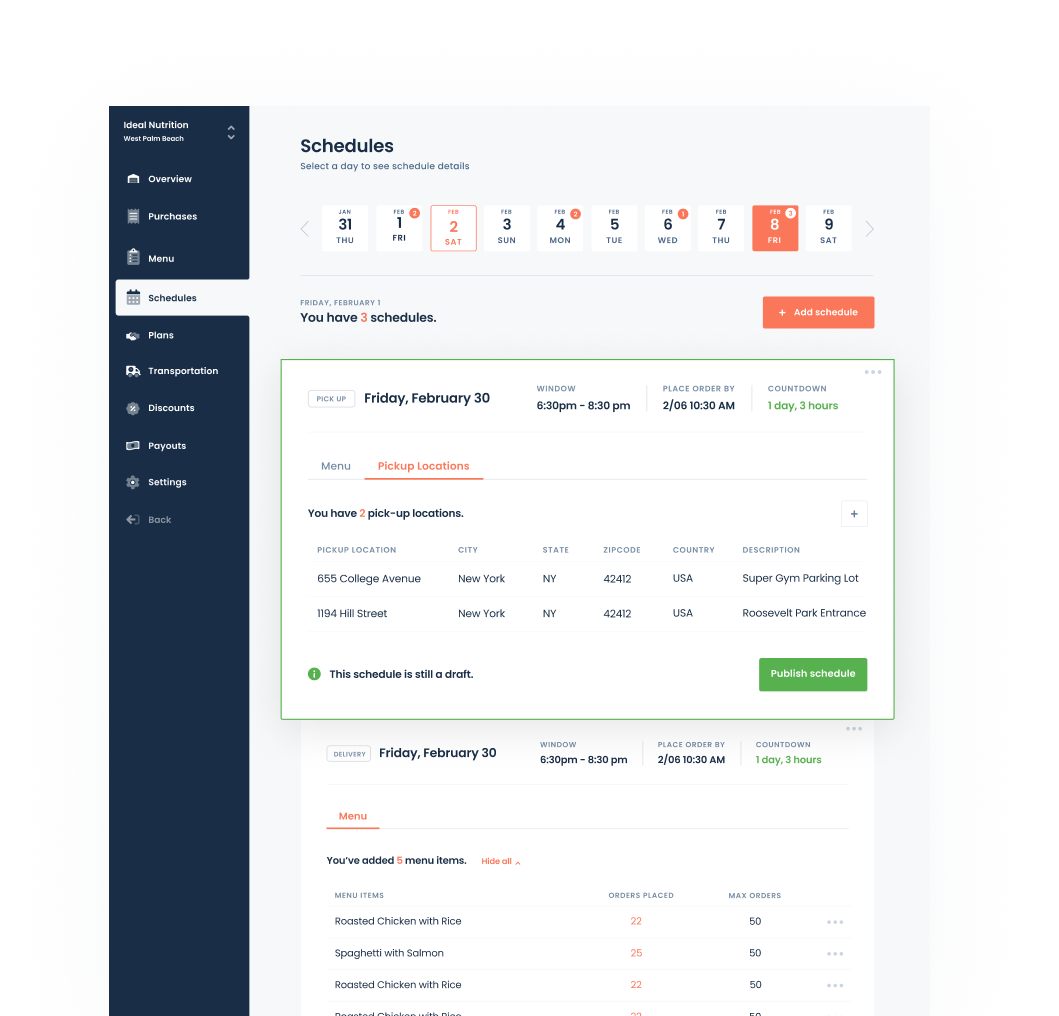 Ideal Nutrition
West Palm Beach
Overview
Purchases
Menu
Schedules
Plans
Transportation
Discounts
Payouts
Settings
Back
Schedules
Select a day to see schedule details
JAN 31 THU
FEB 2 1 FRI
FEB 2 SAT
FEB 3 SUN
FEB 2 4 MON
FEB 5 TUE
FEB 1 6 WED
FEB 7 THU
FEB 3 8 FRI
FEB 9 SAT
FRIDAY, FEBRUARY 1
You have 3 schedules.
+ Add schedule
PICK UP Friday, February 30
WINDOW PLACE ORDER BY COUNTDOWN
6:30pm - 8:30 pm 2/06 10:30 AM 1 day, 3 hours
Menu Pickup Locations
You have 2 pick-up locations. +
PICKUP LOCATION CITY STATE ZIPCODE COUNTRY DESCRIPTION
655 College Avenue New York NY 42412 USA Super Gym Parking Lot
1194 Hill Street New York NY 42412 USA Roosevelt Park Entrance
This schedule is still a draft. Publish schedule
DELIVERY Friday, February 30
WINDOW PLACE ORDER BY COUNTDOWN
6:30pm - 8:30 pm 2/06 10:30 AM 1 day, 3 hours
Menu
You've added 5 menu items. Hide all
MENU ITEMS ORDERS PLACED MAX ORDERS
Roasted Chicken with Rice 22 50
Spaghetti with Salmon 25 50
Roasted Chicken with Rice 22 50
Roasted Chicken with Rice 22 50